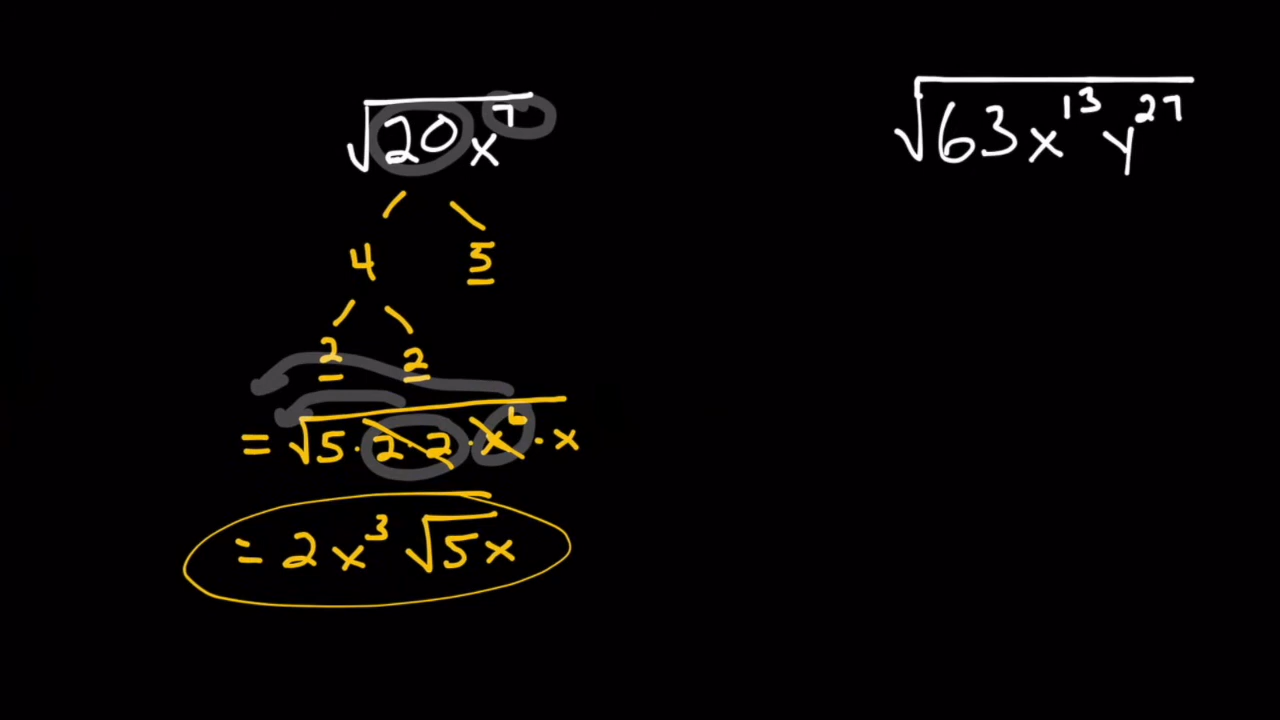 √20x⁷
4 5
2 2
= √5·2·2·x⁶·x
= 2x³√5x
√63x¹³y²⁷